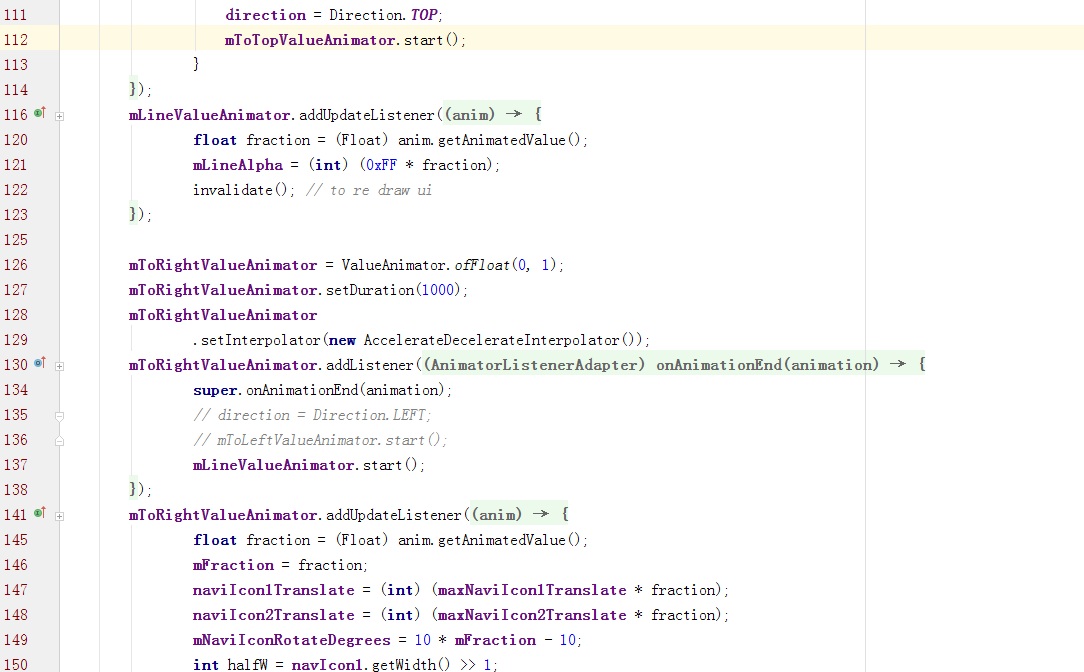 111 direction = Direction.TOP;
112 mToTopValueAnimator.start();
113 }
114 });
116 mLineValueAnimator.addUpdateListener((anim) → {
120 float fraction = (Float) anim.getAnimatedValue();
121 mLineAlpha = (int) (0xFF * fraction);
122 invalidate(); // to re draw ui
123 });
125
126 mToRightValueAnimator = ValueAnimator.ofFloat(0, 1);
127 mToRightValueAnimator.setDuration(1000);
128 mToRightValueAnimator
129 .setInterpolator(new AccelerateDecelerateInterpolator());
130 mToRightValueAnimator.addListener((AnimatorListenerAdapter) onAnimationEnd(animation) → {
134 super.onAnimationEnd(animation);
135 // direction = Direction.LEFT;
136 // mToLeftValueAnimator.start();
137 mLineValueAnimator.start();
138 });
141 mToRightValueAnimator.addUpdateListener((anim) → {
145 float fraction = (Float) anim.getAnimatedValue();
146 mFraction = fraction;
147 naviIcon1Translate = (int) (maxNaviIcon1Translate * fraction);
148 naviIcon2Translate = (int) (maxNaviIcon2Translate * fraction);
149 mNaviIconRotateDegrees = 10 * mFraction - 10;
150 int halfW = navIcon1.getWidth() >> 1;